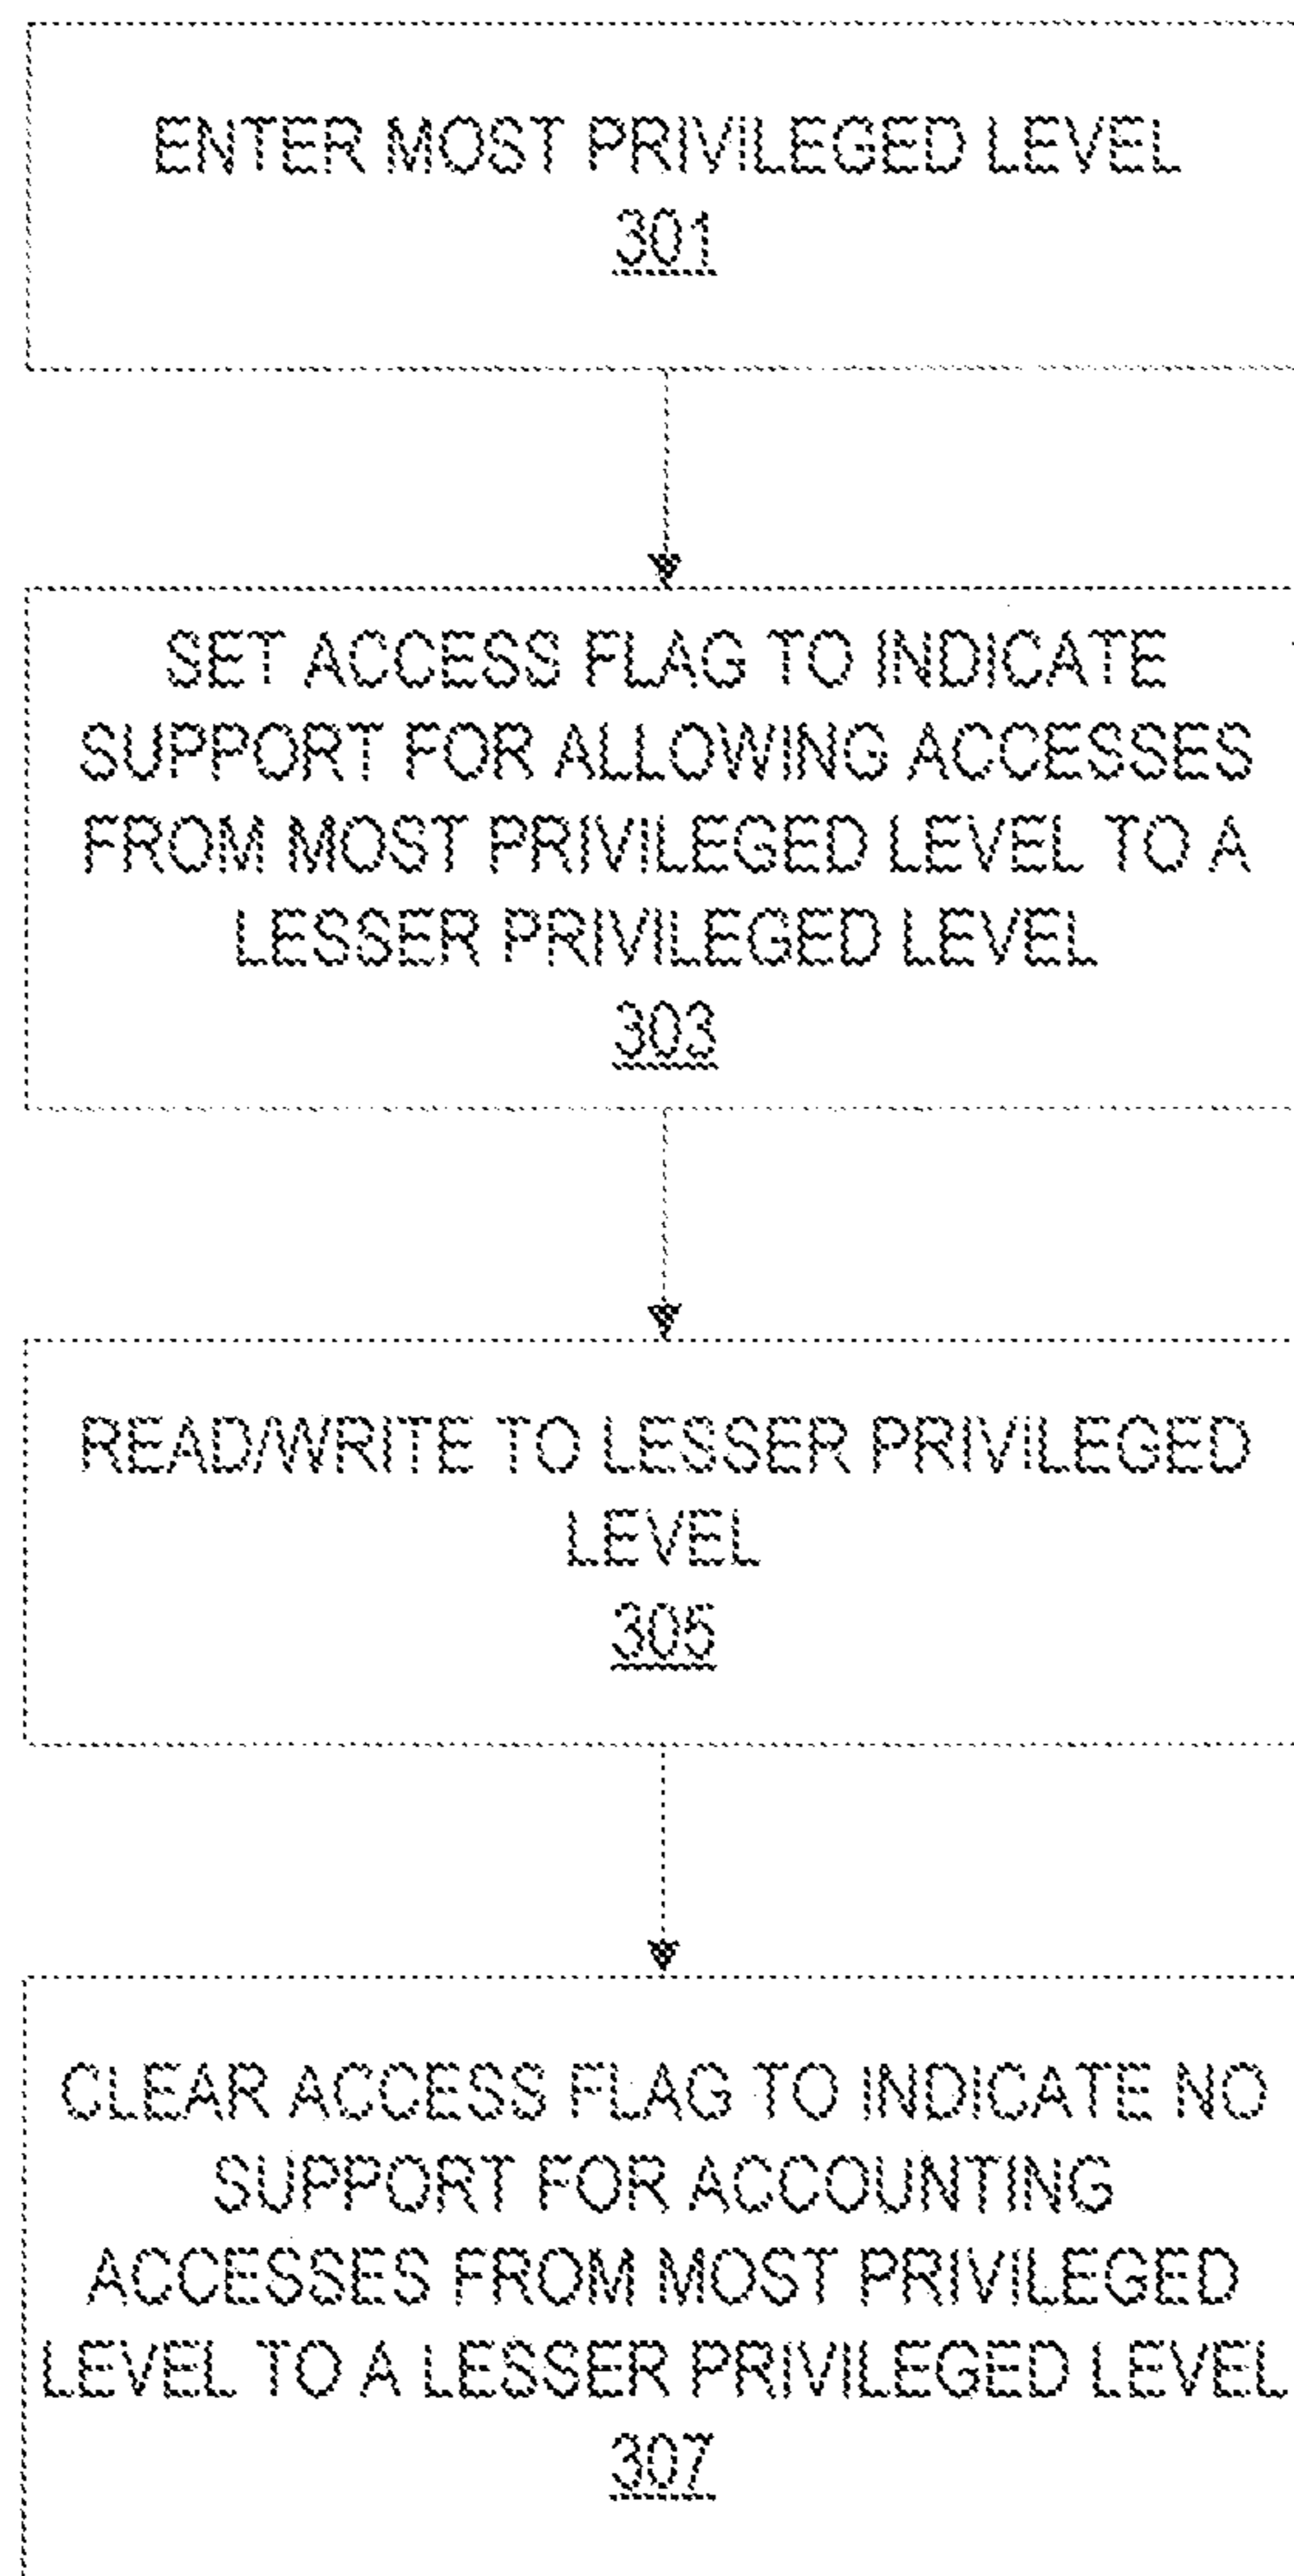 ENTER MOST PRIVILEGED LEVEL
301
SET ACCESS FLAG TO INDICATE
SUPPORT FOR ALLOWING ACCESSES
FROM MOST PRIVILEGED LEVEL TO A
LESSER PRIVILEGED LEVEL
303
READ/WRITE TO LESSER PRIVILEGED
LEVEL
305
CLEAR ACCESS FLAG TO INDICATE NO
SUPPORT FOR ACCOUNTING
ACCESSES FROM MOST PRIVILEGED
LEVEL TO A LESSER PRIVILEGED LEVEL
307